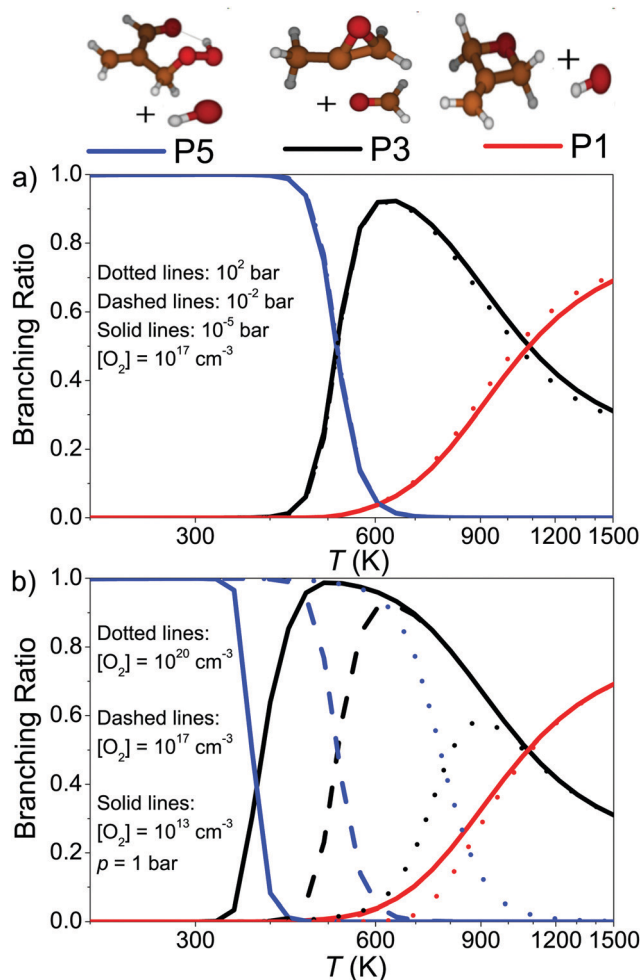 + + +
P5 P3 P1
a)
1.0
0.8
0.6
0.4
0.2
0.0
Branching Ratio
Dotted lines: 10² bar
Dashed lines: 10⁻² bar
Solid lines: 10⁻⁵ bar
[O₂] = 10¹⁷ cm⁻³
300 600 900 1200 1500
T (K)
b)
1.0
0.8
0.6
0.4
0.2
0.0
Branching Ratio
Dotted lines:
[O₂] = 10²⁰ cm⁻³
Dashed lines:
[O₂] = 10¹⁷ cm⁻³
Solid lines:
[O₂] = 10¹³ cm⁻³
p = 1 bar
300 600 900 1200 1500
T (K)